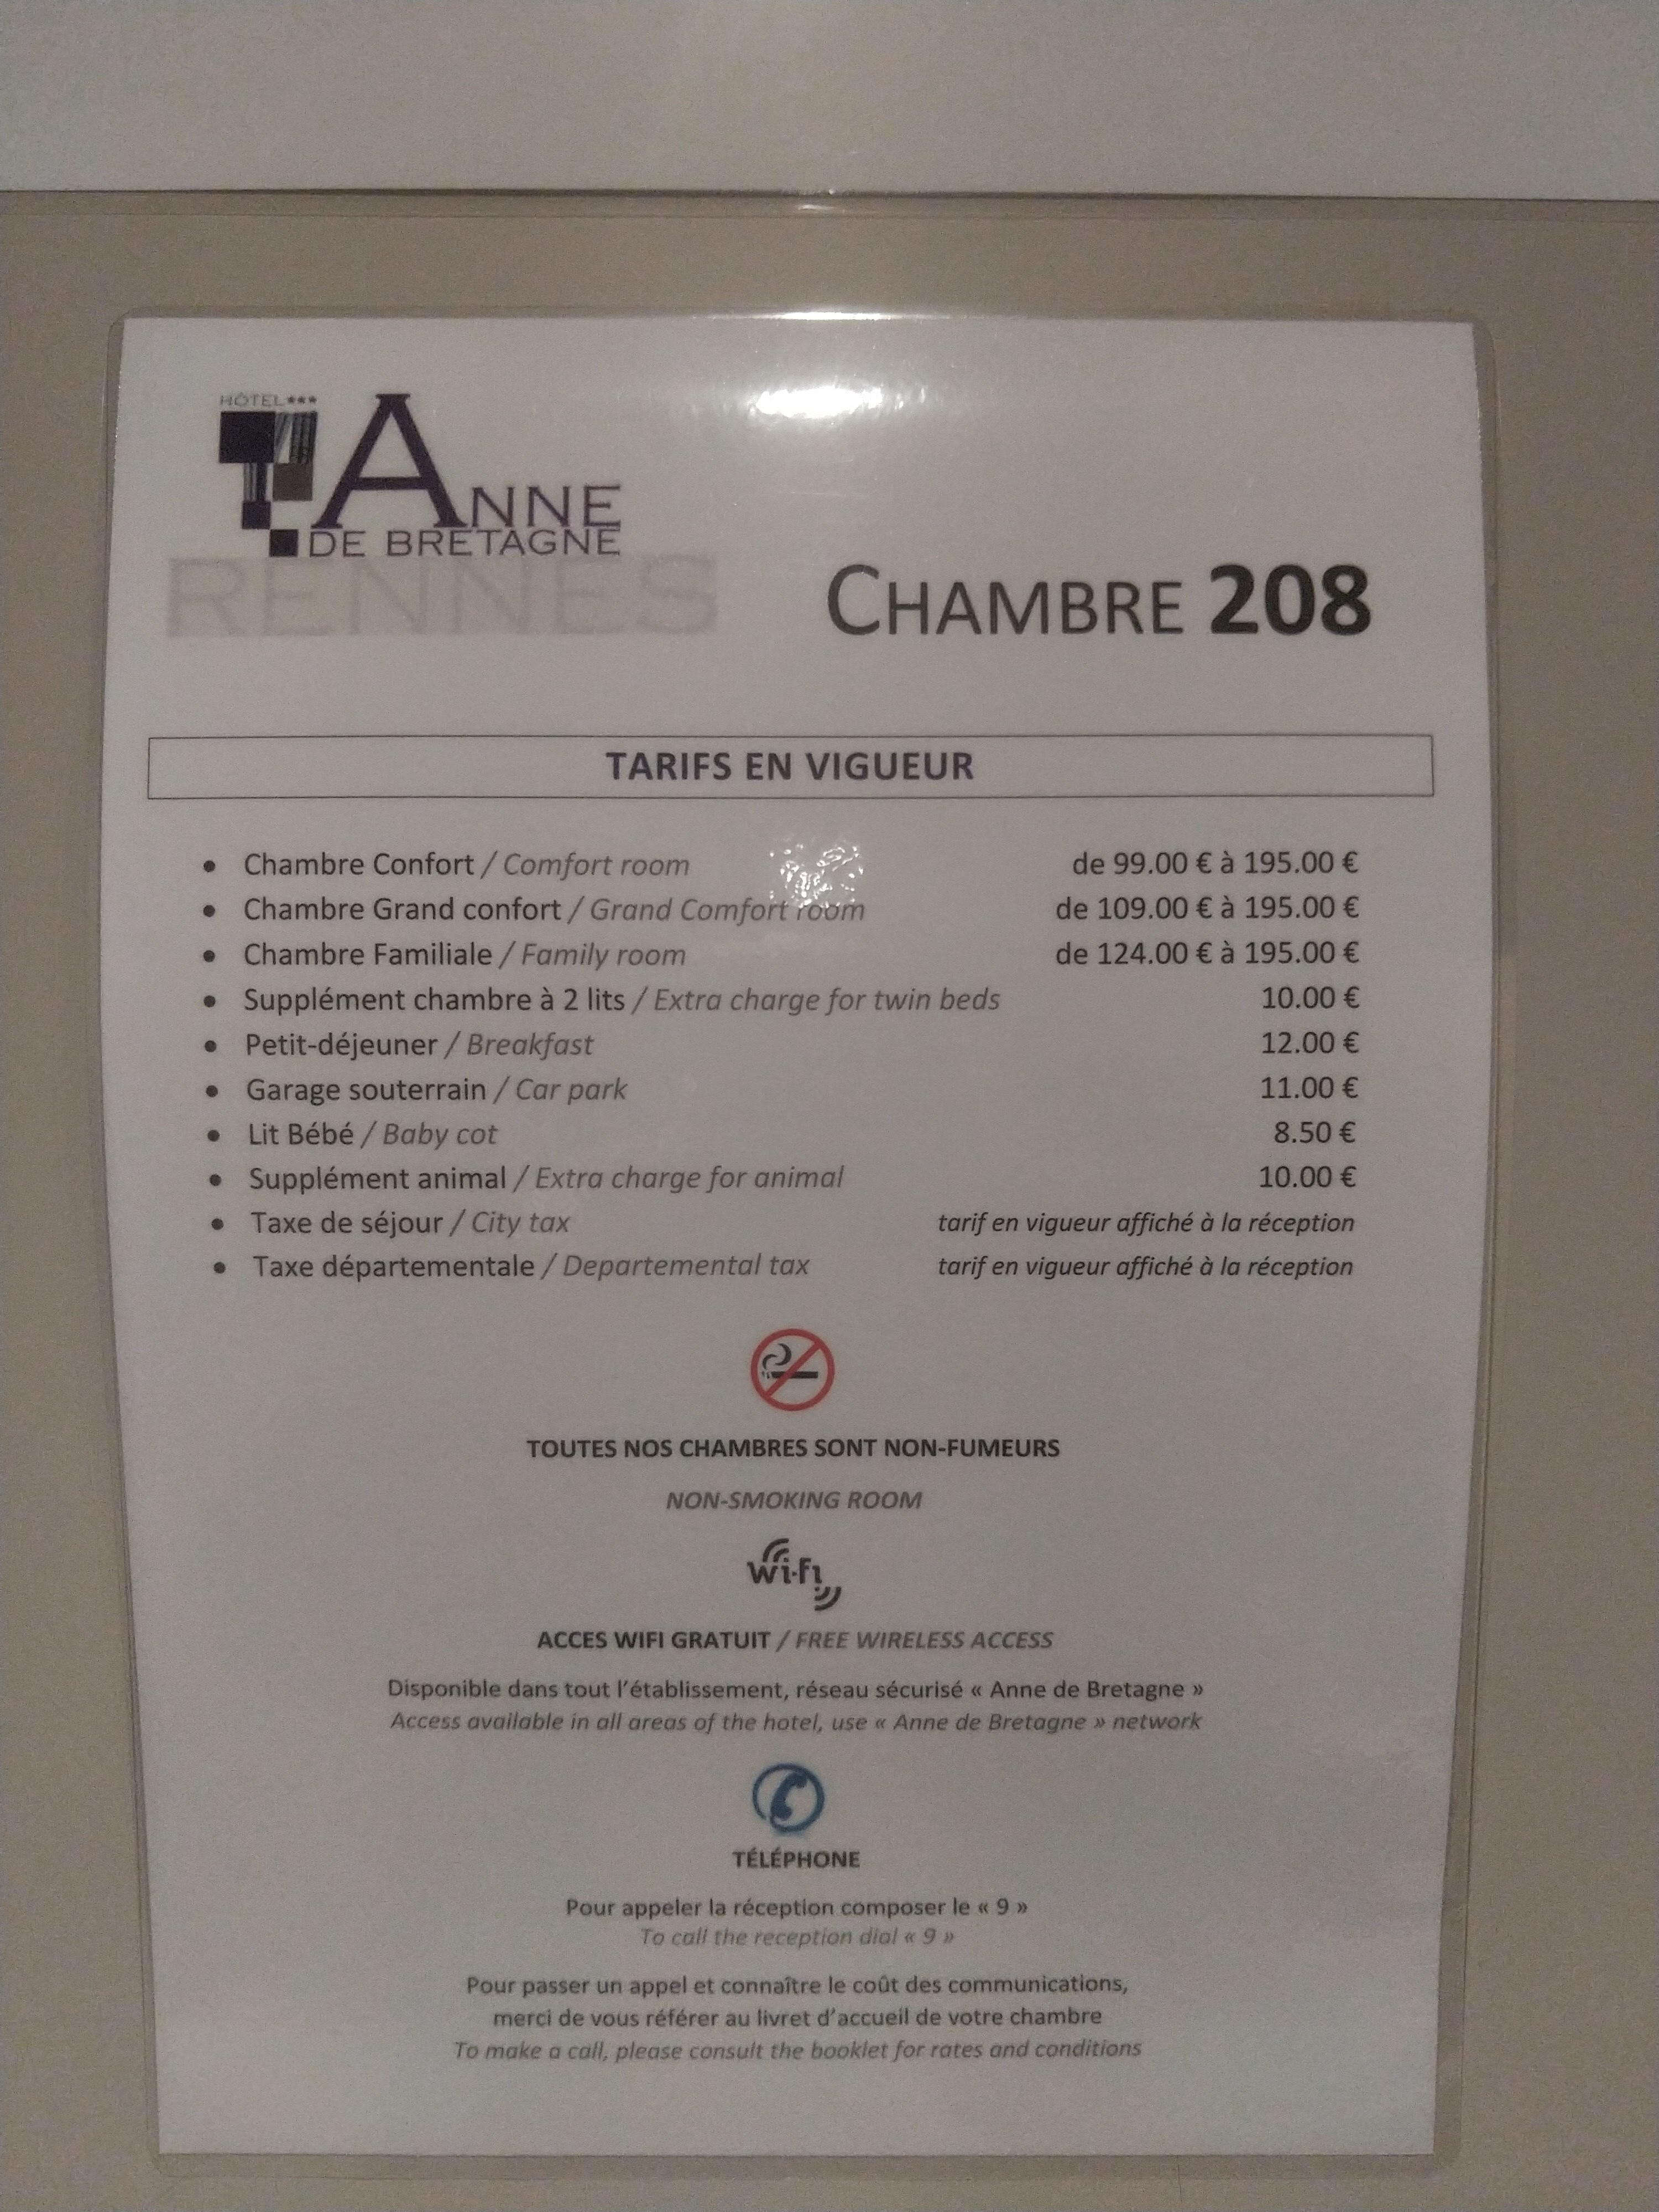 HÔTEL***
ANNE
DE BRETAGNE
RENNES
CHAMBRE 208
TARIFS EN VIGUEUR
• Chambre Confort / Comfort room de 99.00 € à 195.00 €
• Chambre Grand confort / Grand Comfort room de 109.00 € à 195.00 €
• Chambre Familiale / Family room de 124.00 € à 195.00 €
• Supplément chambre à 2 lits / Extra charge for twin beds 10.00 €
• Petit-déjeuner / Breakfast 12.00 €
• Garage souterrain / Car park 11.00 €
• Lit Bébé / Baby cot 8.50 €
• Supplément animal / Extra charge for animal 10.00 €
• Taxe de séjour / City tax tarif en vigueur affiché à la réception
• Taxe départementale / Departemental tax tarif en vigueur affiché à la réception
TOUTES NOS CHAMBRES SONT NON-FUMEURS
NON-SMOKING ROOM
Wi-Fi
ACCES WIFI GRATUIT / FREE WIRELESS ACCESS
Disponible dans tout l'établissement, réseau sécurisé « Anne de Bretagne »
Access available in all areas of the hotel, use « Anne de Bretagne » network
TÉLÉPHONE
Pour appeler la réception composer le « 9 »
To call the reception dial « 9 »
Pour passer un appel et connaître le coût des communications,
merci de vous référer au livret d'accueil de votre chambre
To make a call, please consult the booklet for rates and conditions